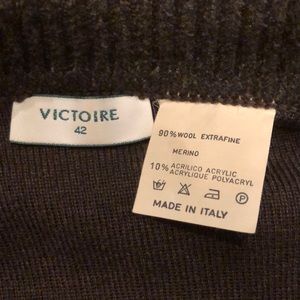 VICTOIRE
42
90% WOOL EXTRAFINE
MERINO
10% ACRILICO ACRYLIC
ACRYLIQUE POLYACRYL
P
MADE IN ITALY